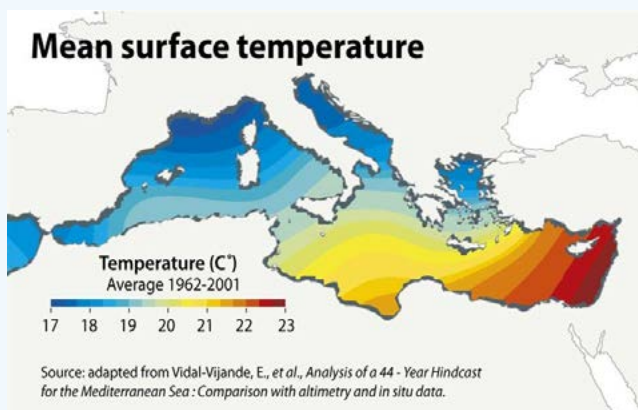 Mean surface temperature
Temperature (C°)
Average 1962-2001
17 18 19 20 21 22 23
Source: adapted from Vidal-Vijande, E., et al., Analysis of a 44 - Year Hindcast
for the Mediterranean Sea : Comparison with altimetry and in situ data.